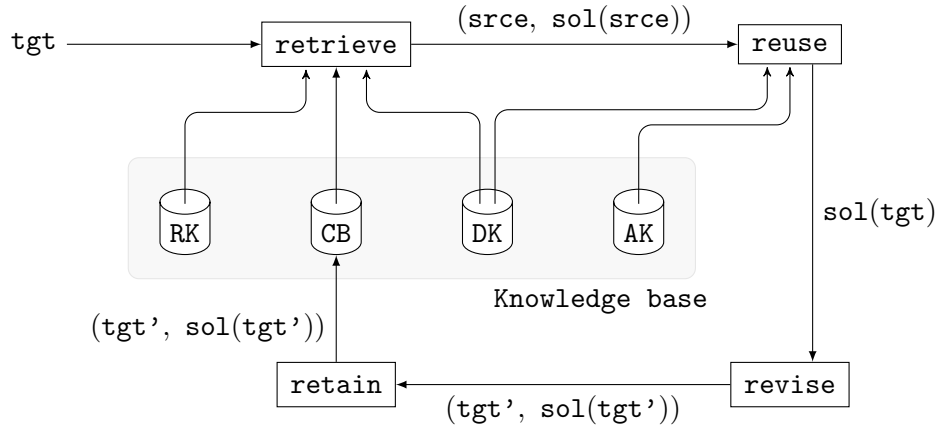 (srce, sol(srce))
tgt
retrieve
reuse
RK
CB
DK
AK
sol(tgt)
Knowledge base
(tgt', sol(tgt'))
retain
revise
(tgt', sol(tgt'))